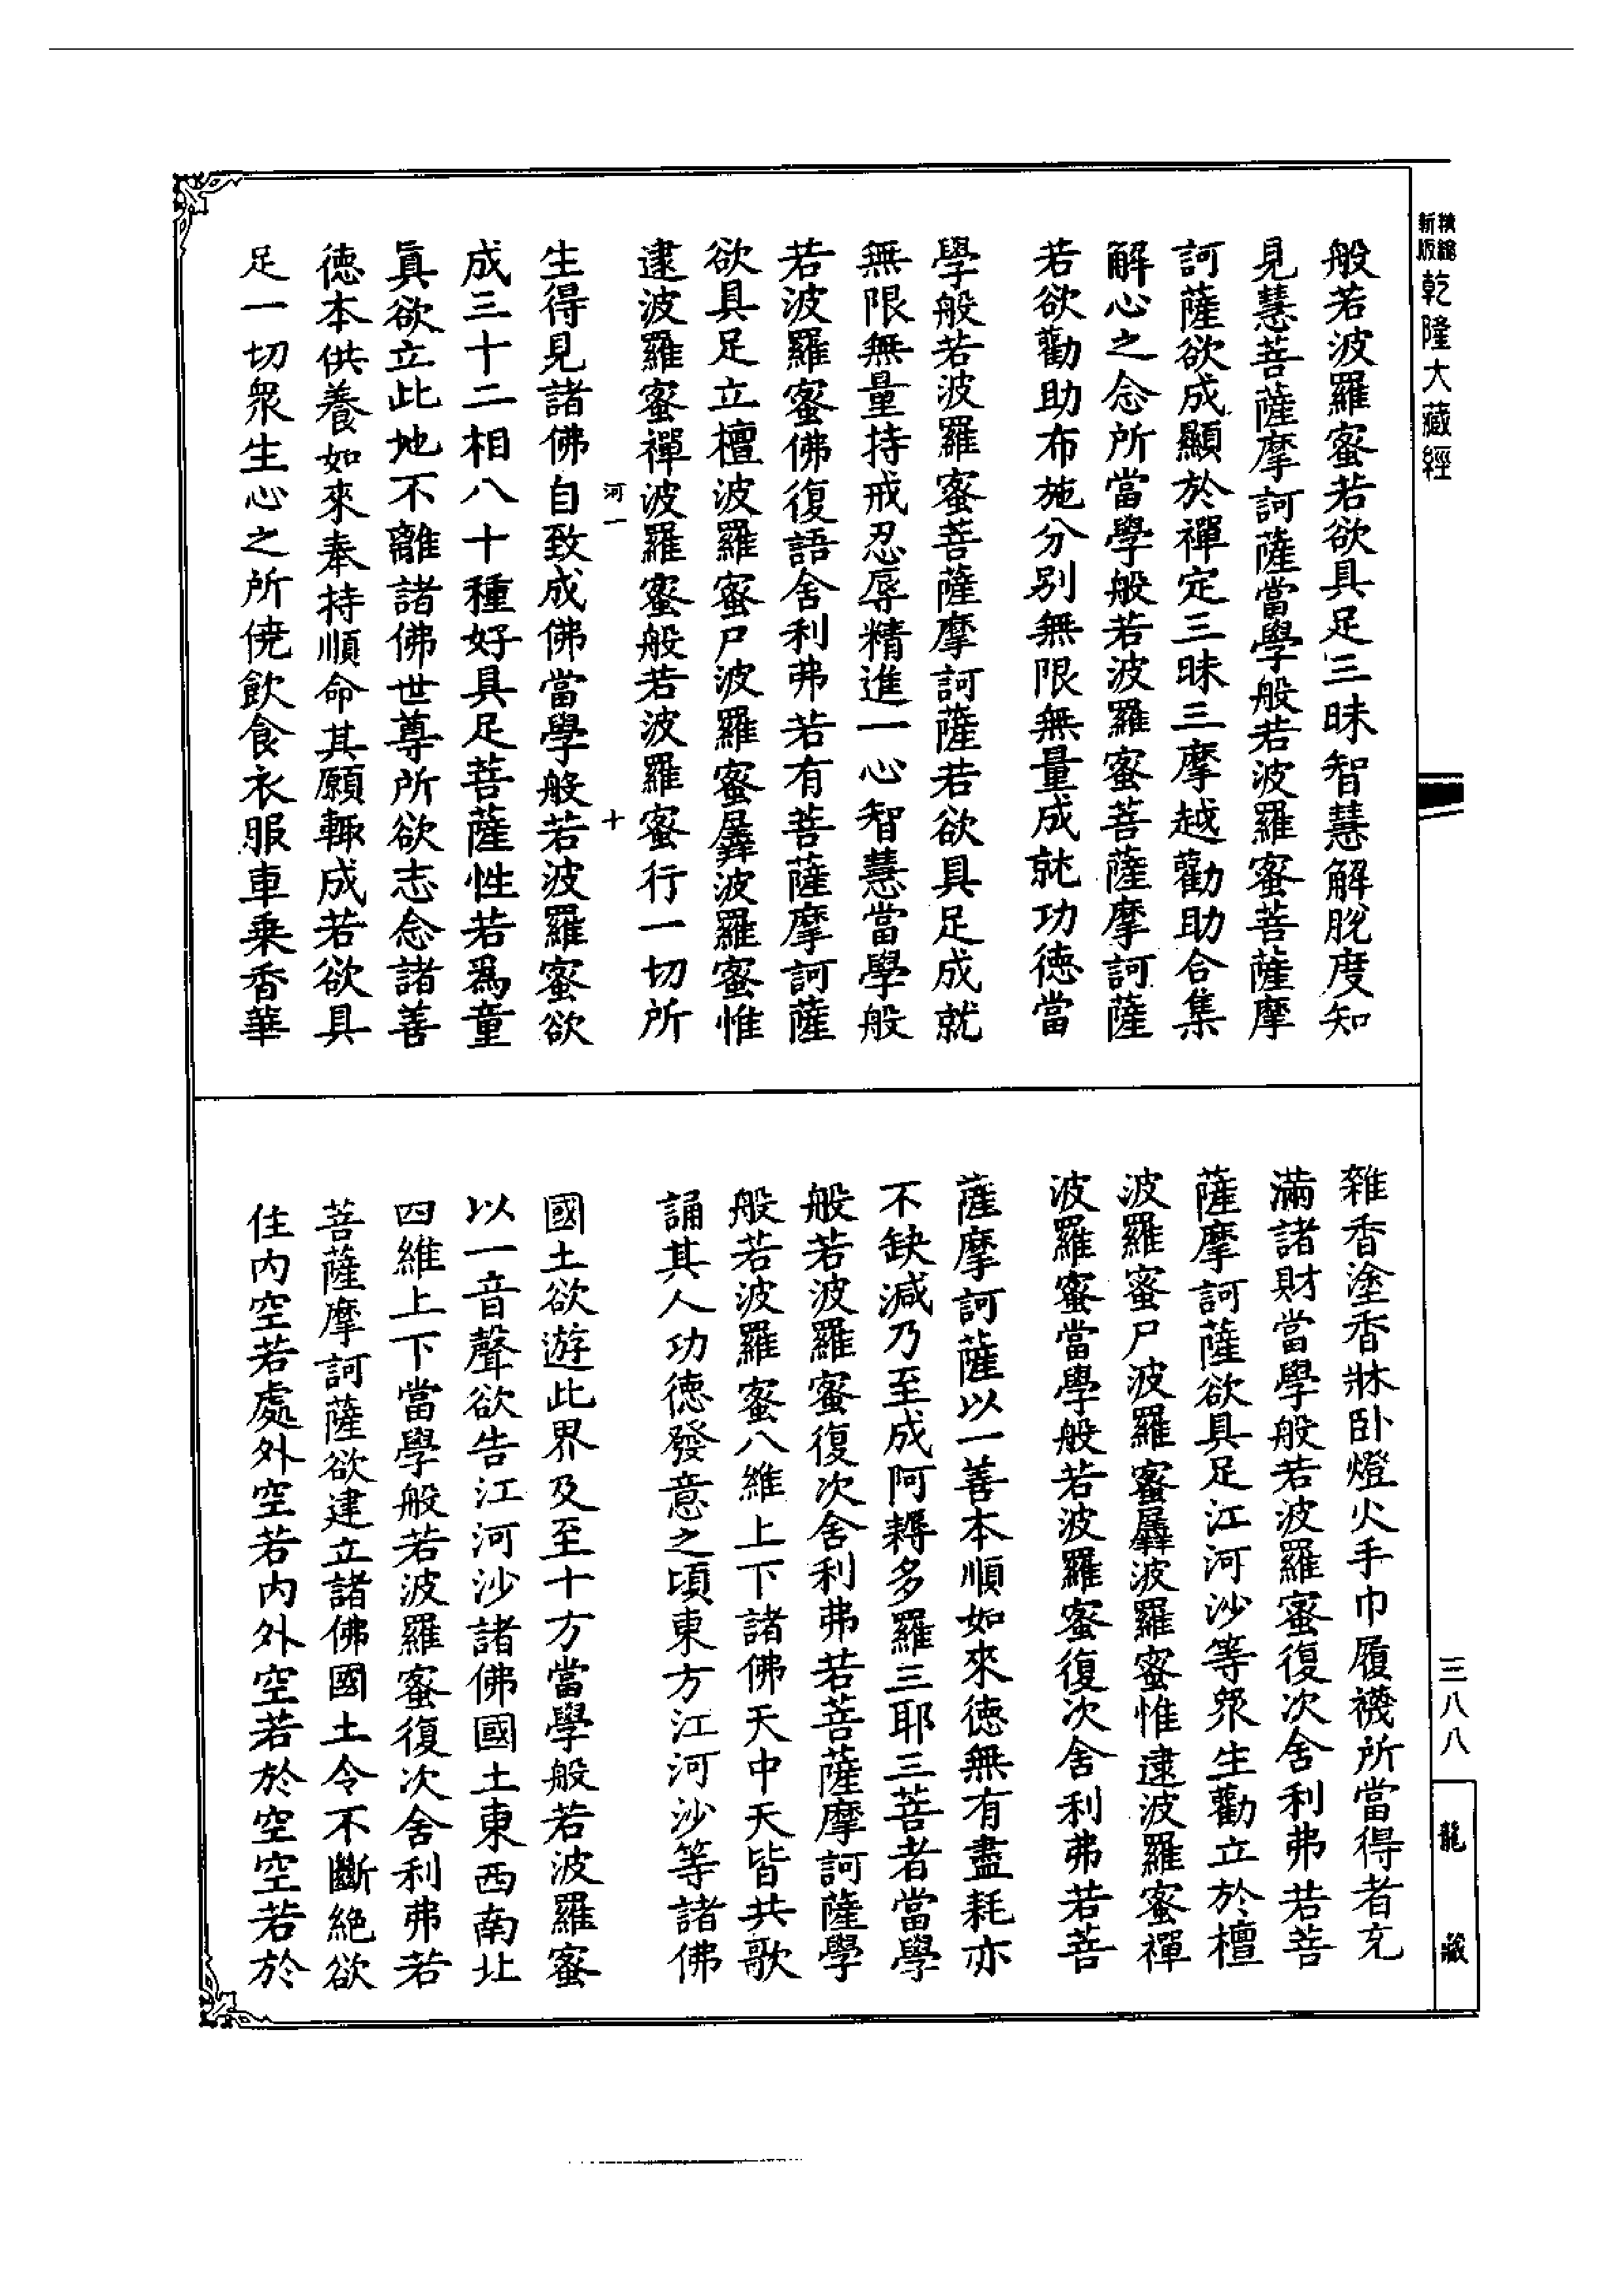 精縮新版乾隆大藏經
般若波羅蜜若欲具足三昧智慧解脫度知
見慧菩薩摩訶薩當學般若波羅蜜菩薩摩
訶薩欲成顯於禪定三昧三摩越勸助合集
解心之念所當學般若波羅蜜菩薩摩訶薩
若欲勸助布施分別無限無量成就功德當
學般若波羅蜜菩薩摩訶薩若欲具足成就
無限無量持戒忍辱精進一心智慧當學般
若波羅蜜佛復語舍利弗若有菩薩摩訶薩
欲具足立檀波羅蜜尸波羅蜜羼波羅蜜惟
逮波羅蜜禪波羅蜜般若波羅蜜行一切所
河一 十
生得見諸佛自致成佛當學般若波羅蜜欲
成三十二相八十種好具足菩薩性若爲童
眞欲立此地不離諸佛世尊所欲志念諸善
德本供養如來奉持順命其願輒成若欲具
足一切衆生心之所僥飲食衣服車乘香華
雜香塗香牀卧燈火手巾履襪所當得者充
滿諸財當學般若波羅蜜復次舍利弗若菩
薩摩訶薩欲具足江河沙等衆生勸立於檀
波羅蜜尸波羅蜜羼波羅蜜惟逮波羅蜜禪
波羅蜜當學般若波羅蜜復次舍利弗若菩
薩摩訶薩以一善本順如來德無有盡耗亦
不缺減乃至成阿耨多羅三耶三菩者當學
般若波羅蜜復次舍利弗若菩薩摩訶薩學
般若波羅蜜八維上下諸佛天中天皆共歌
誦其人功德發意之頃東方江河沙等諸佛
國土欲遊此界及至十方當學般若波羅蜜
以一音聲欲告江河沙諸佛國土東西南北
四維上下當學般若波羅蜜復次舍利弗若
菩薩摩訶薩欲建立諸佛國土令不斷絕欲
住內空若處外空若內外空若於空空若於
三八八
龍藏